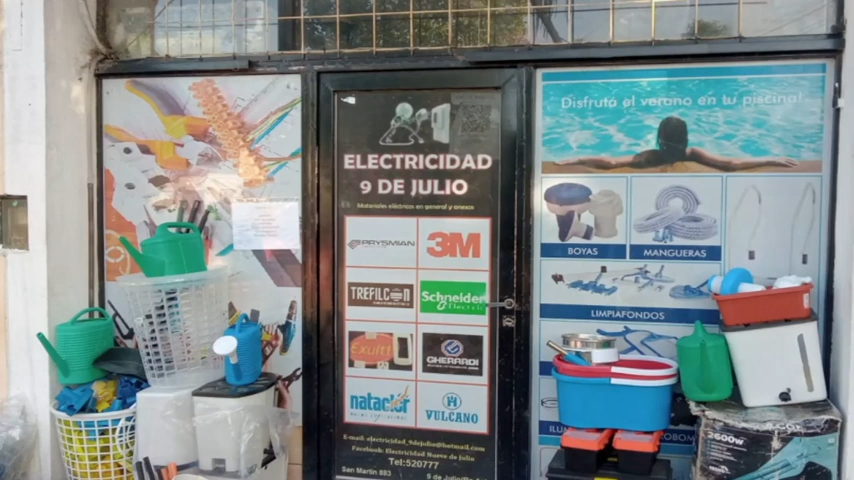 Disfrutá el verano en tu piscina!
ELECTRICIDAD
9 DE JULIO
Materiales eléctricos en general y anexos
PRYSMIAN
3M
TREFILCON
Schneider
Electric
Exult
GHERARDI
nataclor
VULCANO
E-mail: electricidad_9dejulio@hotmail.com
Facebook: Electricidad Nueve de Julio
Tel:520777
San Martín 883
BOYAS
MANGUERAS
LIMPIAFONDOS
2600w